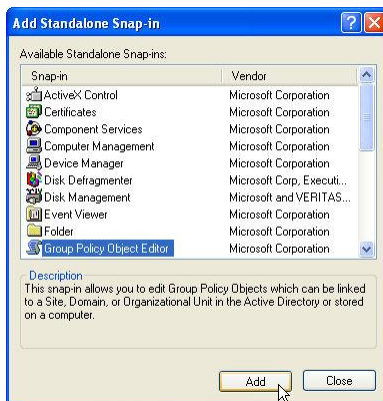 Add Standalone Snap-in
Available Standalone Snap-ins:
Snap-in Vendor
ActiveX Control Microsoft Corporation
Certificates Microsoft Corporation
Component Services Microsoft Corporation
Computer Management Microsoft Corporation
Device Manager Microsoft Corporation
Disk Defragmenter Microsoft Corp, Executi...
Disk Management Microsoft and VERITAS...
Event Viewer Microsoft Corporation
Folder Microsoft Corporation
Group Policy Object Editor Microsoft Corporation
Description
This snap-in allows you to edit Group Policy Objects which can be linked
to a Site, Domain, or Organizational Unit in the Active Directory or stored
on a computer.
Add Close